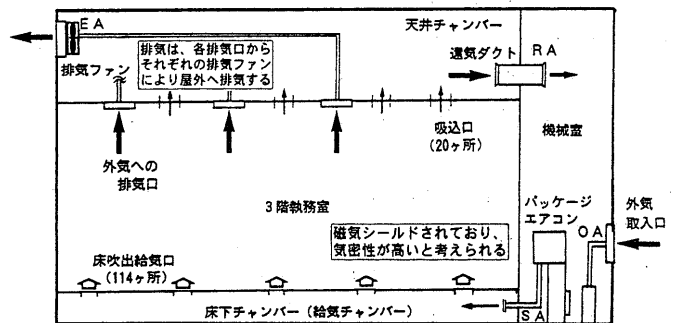 EA
天井チャンバー
排気は、各排気口から
それぞれの排気ファン
により屋外へ排気する
還気ダクト RA
排気ファン
吸込口
(20ヶ所)
機械室
外気への
排気口
3階執務室
パッケージ
エアコン
外気
取入口
OA
磁気シールドされており、
気密性が高いと考えられる
床吹出給気口
(114ヶ所)
床下チャンバー(給気チャンバー)
SA